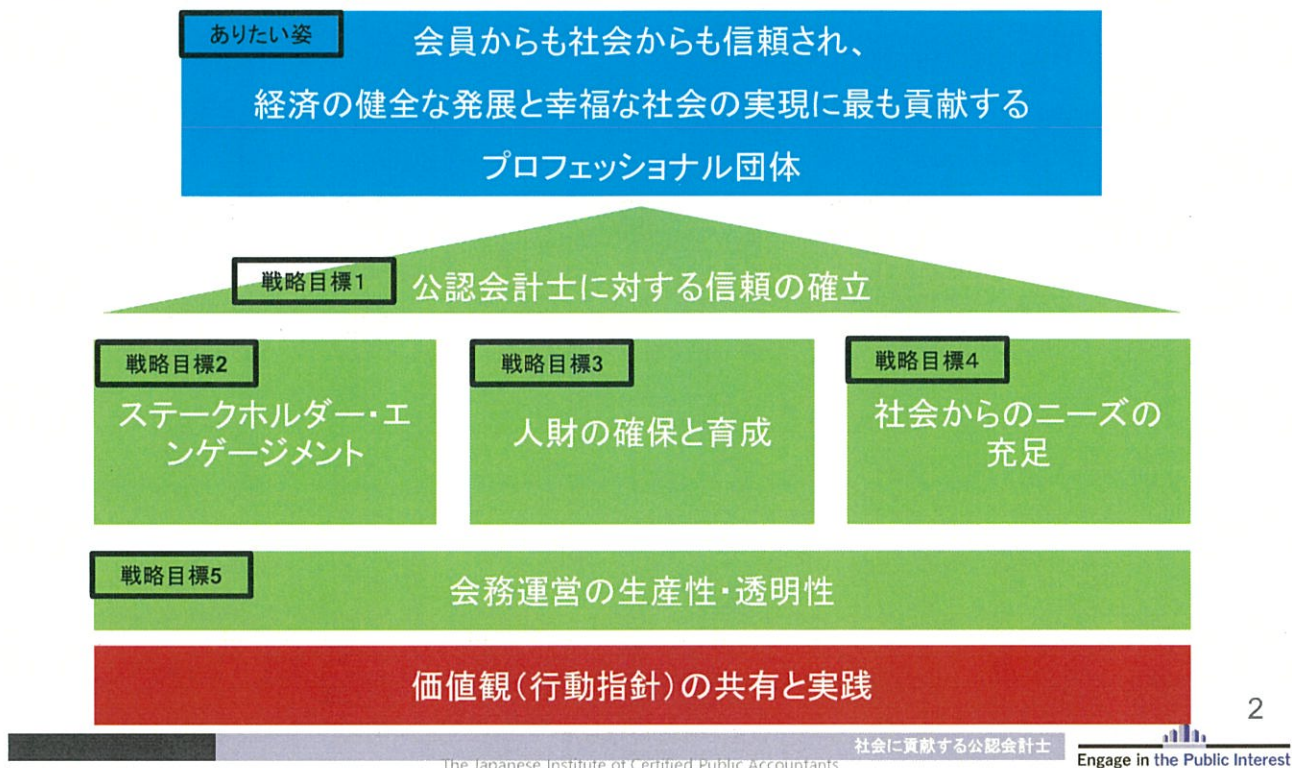 ありたい姿
会員からも社会からも信頼され、
経済の健全な発展と幸福な社会の実現に最も貢献する
プロフェッショナル団体
戦略目標1
公認会計士に対する信頼の確立
戦略目標2
ステークホルダー・エ
ンゲージメント
戦略目標3
人財の確保と育成
戦略目標4
社会からのニーズの
充足
戦略目標5
会務運営の生産性・透明性
価値観（行動指針）の共有と実践
2
社会に貢献する公認会計士
The Japanese Institute of Certified Public Accountants
Engage in the Public Interest